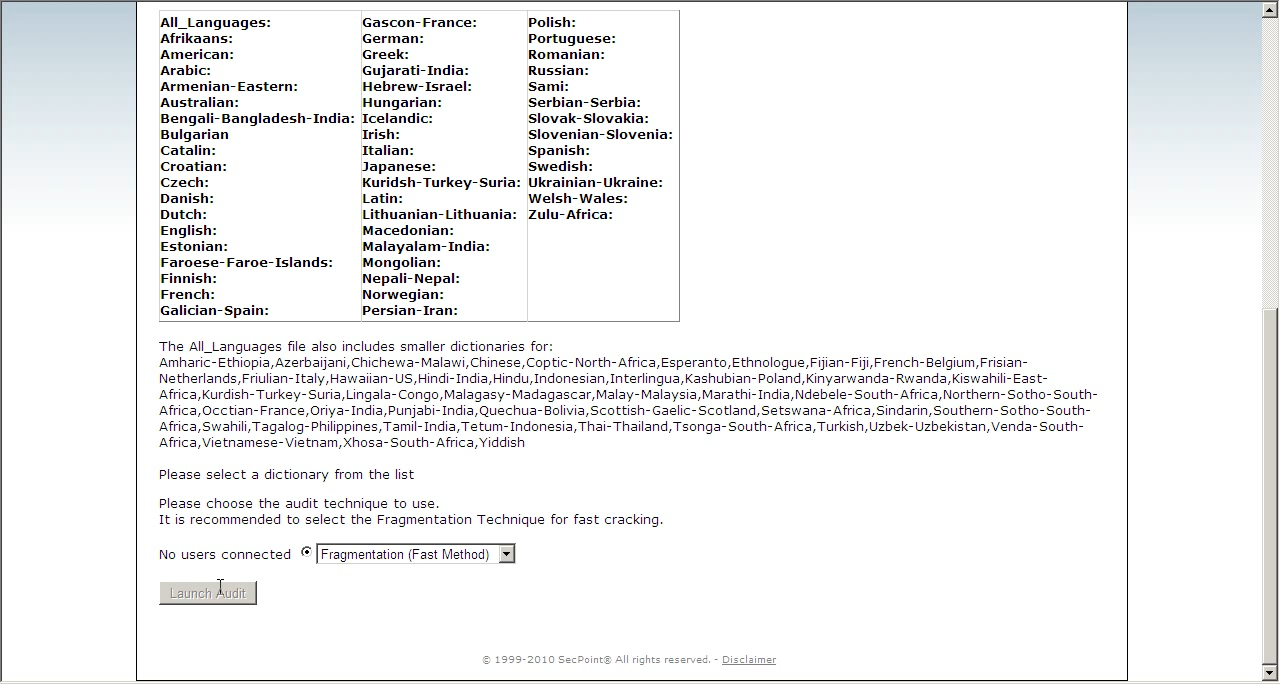 All_Languages:
Afrikaans:
American:
Arabic:
Armenian-Eastern:
Australian:
Bengali-Bangladesh-India:
Bulgarian
Catalin:
Croatian:
Czech:
Danish:
Dutch:
English:
Estonian:
Faroese-Faroe-Islands:
Finnish:
French:
Galician-Spain:
Gascon-France:
German:
Greek:
Gujarati-India:
Hebrew-Israel:
Hungarian:
Icelandic:
Irish:
Italian:
Japanese:
Kuridsh-Turkey-Suria:
Latin:
Lithuanian-Lithuania:
Macedonian:
Malayalam-India:
Mongolian:
Nepali-Nepal:
Norwegian:
Persian-Iran:
Polish:
Portuguese:
Romanian:
Russian:
Sami:
Serbian-Serbia:
Slovak-Slovakia:
Slovenian-Slovenia:
Spanish:
Swedish:
Ukrainian-Ukraine:
Welsh-Wales:
Zulu-Africa:
The All_Languages file also includes smaller dictionaries for:
Amharic-Ethiopia,Azerbaijani,Chichewa-Malawi,Chinese,Coptic-North-Africa,Esperanto,Ethnologue,Fijian-Fiji,French-Belgium,Frisian-
Netherlands,Friulian-Italy,Hawaiian-US,Hindi-India,Hindu,Indonesian,Interlingua,Kashubian-Poland,Kinyarwanda-Rwanda,Kiswahili-East-
Africa,Kurdish-Turkey-Suria,Lingala-Congo,Malagasy-Madagascar,Malay-Malaysia,Marathi-India,Ndebele-South-Africa,Northern-Sotho-South-
Africa,Occtian-France,Oriya-India,Punjabi-India,Quechua-Bolivia,Scottish-Gaelic-Scotland,Setswana-Africa,Sindarin,Southern-Sotho-South-
Africa,Swahili,Tagalog-Philippines,Tamil-India,Tetum-Indonesia,Thai-Thailand,Tsonga-South-Africa,Turkish,Uzbek-Uzbekistan,Venda-South-
Africa,Vietnamese-Vietnam,Xhosa-South-Africa,Yiddish
Please select a dictionary from the list
Please choose the audit technique to use.
It is recommended to select the Fragmentation Technique for fast cracking.
No users connected Fragmentation (Fast Method)
Launch Audit
© 1999-2010 SecPoint® All rights reserved. - Disclaimer